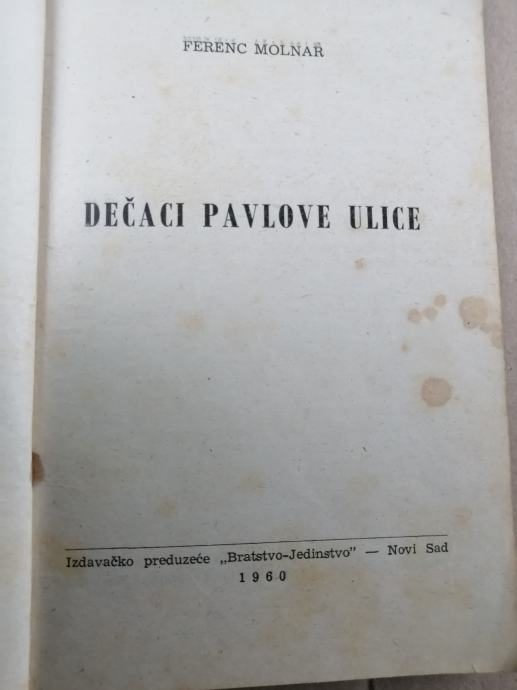 FERENC MOLNAR
DEČACI PAVLOVE ULICE
Izdavačko preduzeće „Bratstvo-Jedinstvo” — Novi Sad
1960